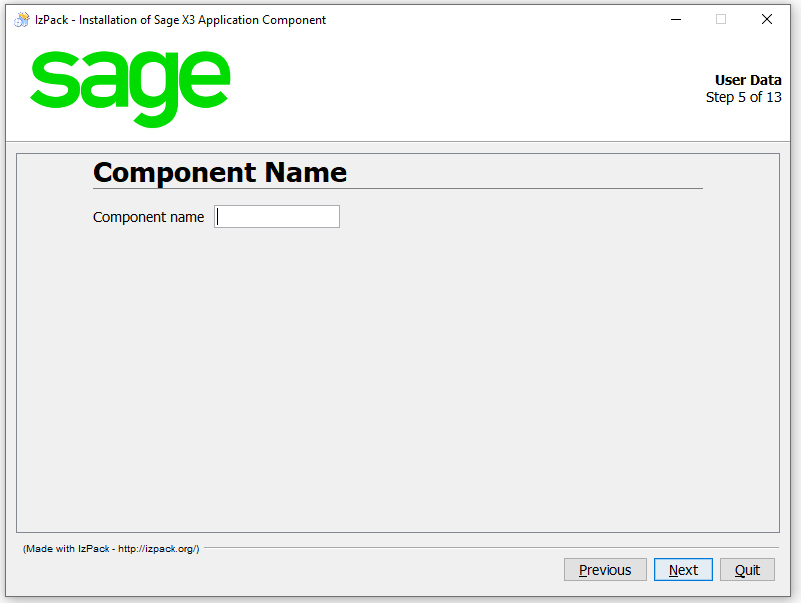 IzPack - Installation of Sage X3 Application Component
sage
User Data
Step 5 of 13
Component Name
Component name
(Made with IzPack - http://izpack.org/)
Previous
Next
Quit